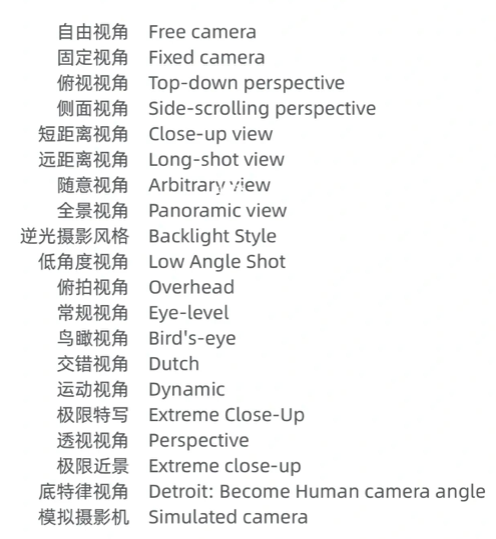 自由视角 Free camera
固定视角 Fixed camera
俯视视角 Top-down perspective
侧面视角 Side-scrolling perspective
短距离视角 Close-up view
远距离视角 Long-shot view
随意视角 Arbitrary view
全景视角 Panoramic view
逆光摄影风格 Backlight Style
低角度视角 Low Angle Shot
俯拍视角 Overhead
常规视角 Eye-level
鸟瞰视角 Bird's-eye
交错视角 Dutch
运动视角 Dynamic
极限特写 Extreme Close-Up
透视视角 Perspective
极限近景 Extreme close-up
底特律视角 Detroit: Become Human camera angle
模拟摄影机 Simulated camera